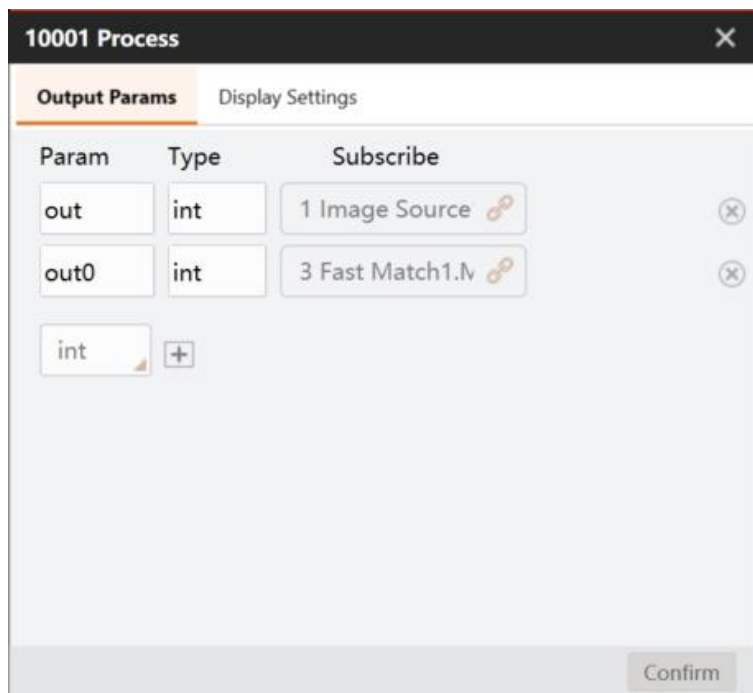 10001 Process
Output Params Display Settings
Param Type Subscribe
out int 1 Image Source
out0 int 3 Fast Match1.M
int
Confirm